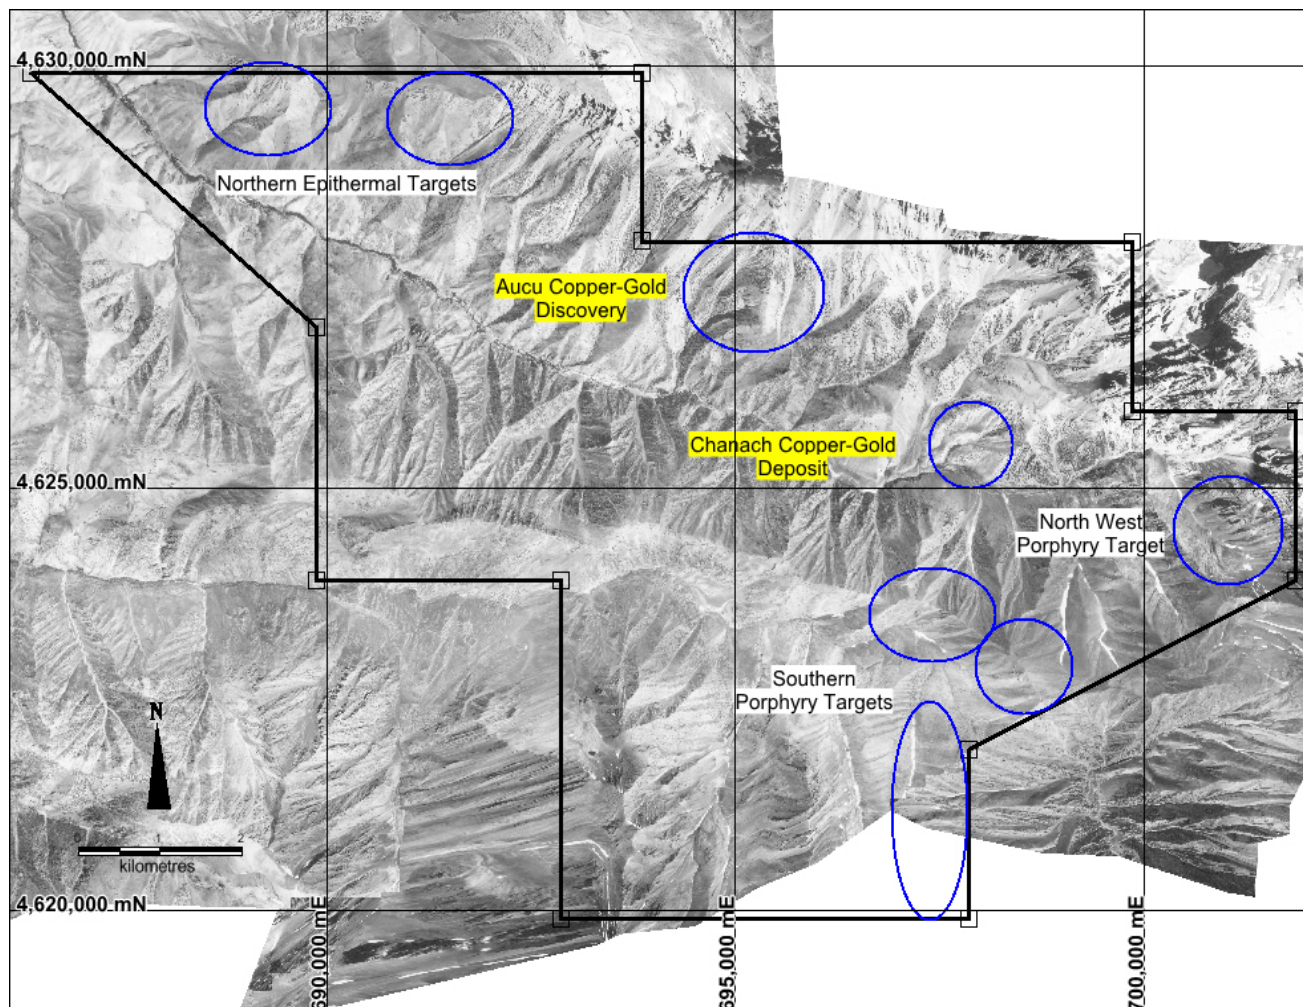 4,630,000 mN
Northern Epithermal Targets
Aucu Copper-Gold
Discovery
Chanach Copper-Gold
Deposit
4,625,000 mN
North West
Porphyry Target
Southern
Porphyry Targets
N
0 1 2
kilometres
4,620,000 mN
690,000 mE
695,000 mE
700,000 mE